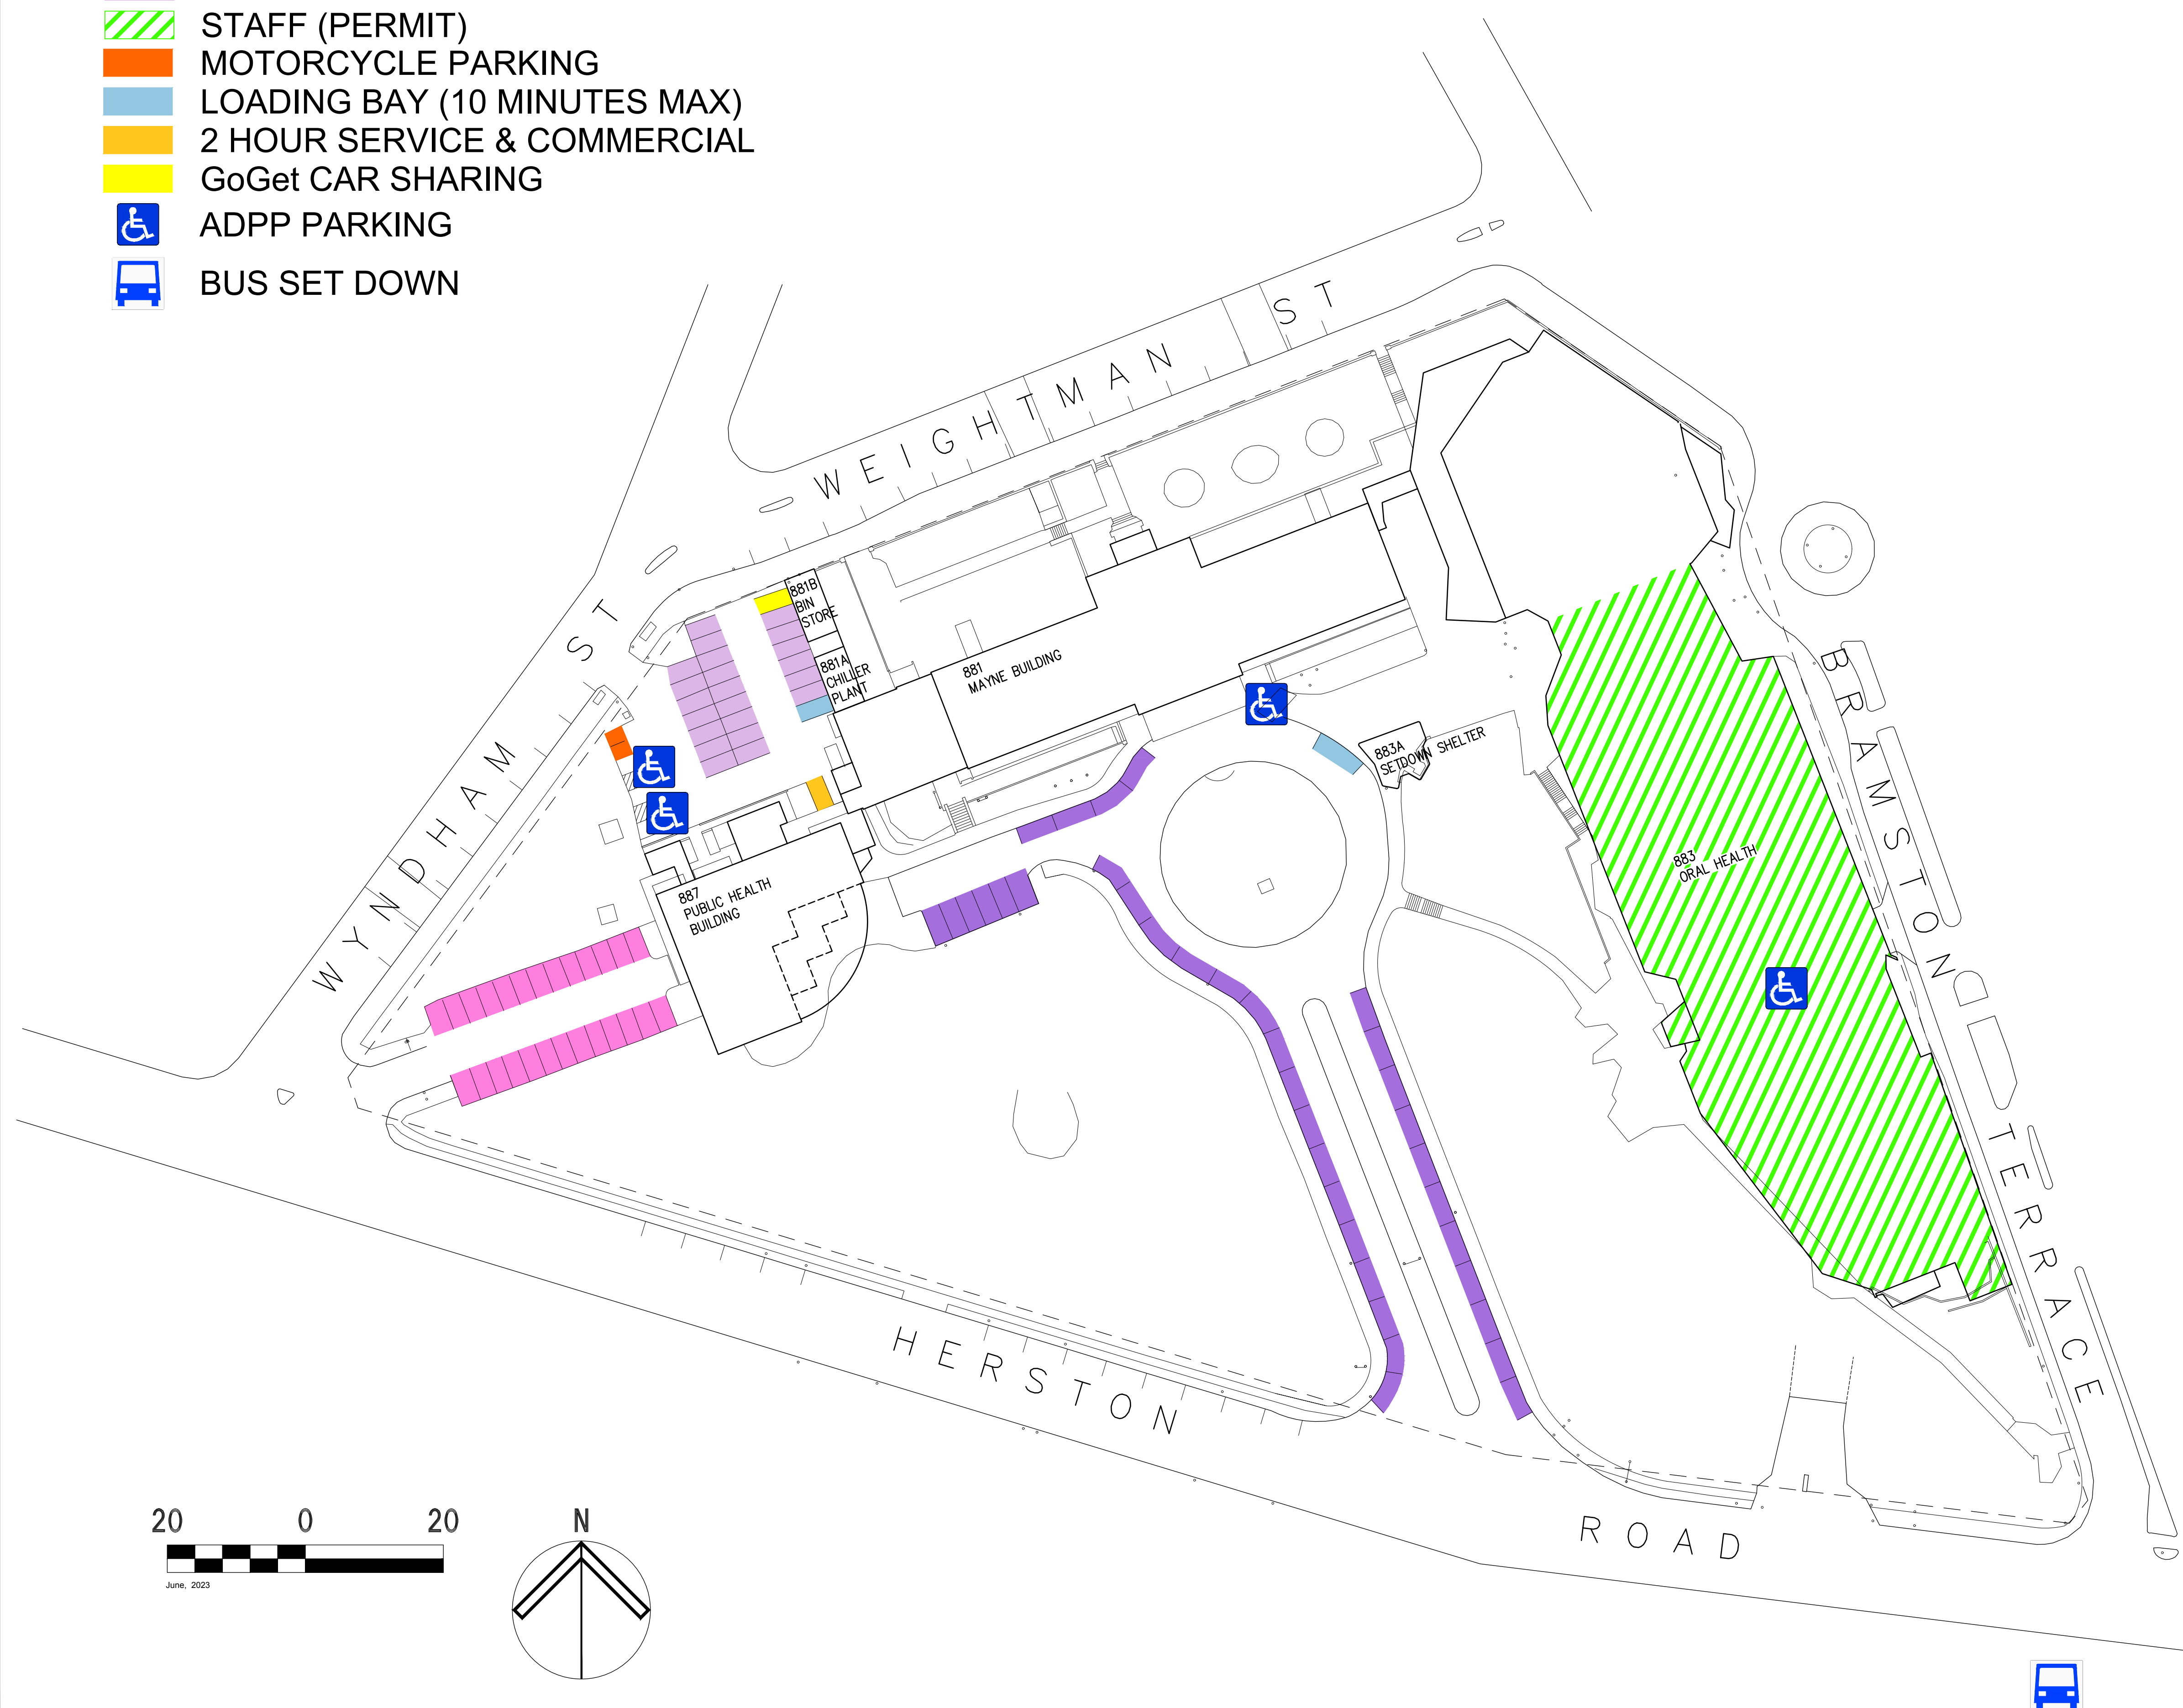 STAFF (PERMIT)
MOTORCYCLE PARKING
LOADING BAY (10 MINUTES MAX)
2 HOUR SERVICE & COMMERCIAL
GoGet CAR SHARING
ADPP PARKING
BUS SET DOWN
WEIGHTMAN ST
WYNDHAM ST
881B
BIN
STORE
881A
CHILLER
PLANT
881
MAYNE BUILDING
883A
SETDOWN SHELTER
BRAMSTON TERRACE
883
ORAL HEALTH
887
PUBLIC HEALTH
BUILDING
HERSTON ROAD
20 0 20
June, 2023
N